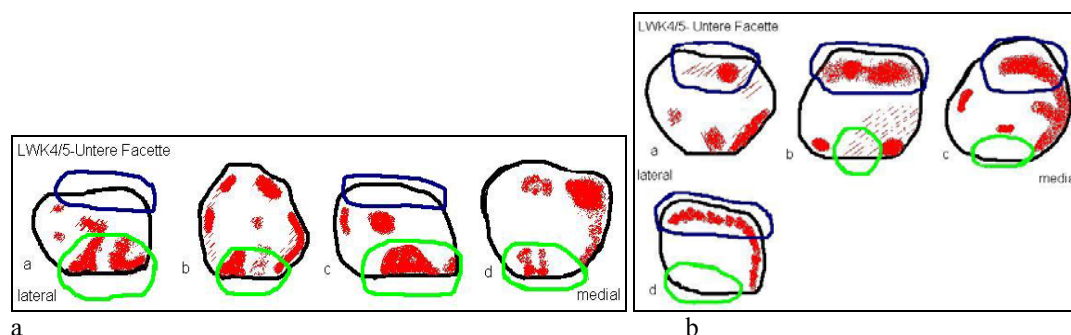 LWK4/5-Untere Facette
a b c d
lateral medial
a
LWK4/5- Untere Facette
a b c
lateral medial
d
b